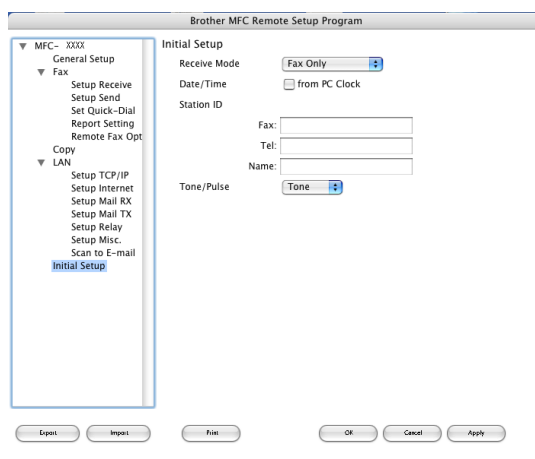 Brother MFC Remote Setup Program
MFC- XXXX
General Setup
Fax
Setup Receive
Setup Send
Set Quick-Dial
Report Setting
Remote Fax Opt
Copy
LAN
Setup TCP/IP
Setup Internet
Setup Mail RX
Setup Mail TX
Setup Relay
Setup Misc.
Scan to E-mail
Initial Setup
Initial Setup
Receive Mode Fax Only
Date/Time from PC Clock
Station ID
Fax:
Tel:
Name:
Tone/Pulse Tone
Export Import Print OK Cancel Apply